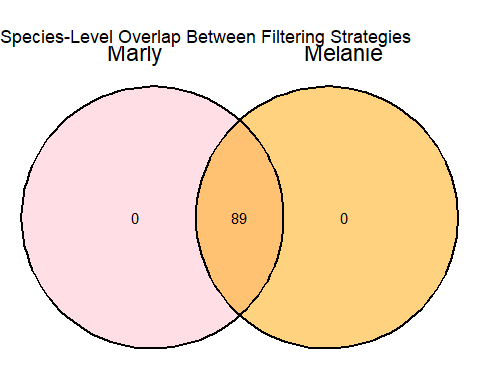 Species-Level Overlap Between Filtering Strategies
Marly Melanie
0 89 0